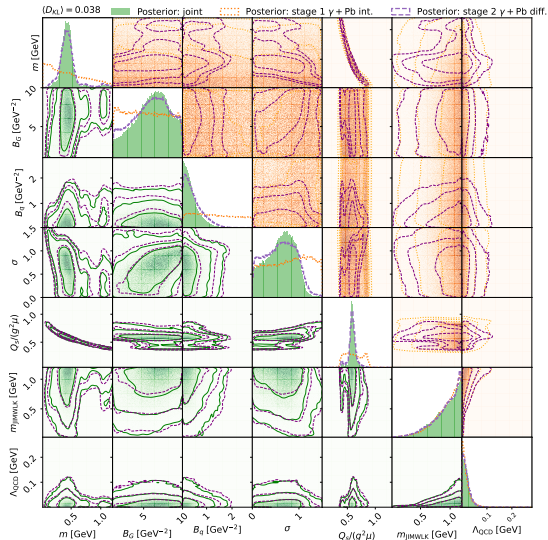 ⟨D_KL⟩ = 0.038 Posterior: joint Posterior: stage 1 γ + Pb int. Posterior: stage 2 γ + Pb diff.
m [GeV]
1.0
0.5
10
B_G [GeV⁻²]
5
B_q [GeV⁻²]
2
1
1.5
σ
1.0
0.5
0.0
Q_s/(g²μ)
0.5
m_JIMWLK [GeV]
0.5
Λ_QCD [GeV]
0.2
0.1
0.5 1.0 5 10 1 2 0 1 0.5 0.5 1.0 0.1 0.2
m [GeV] B_G [GeV⁻²] B_q [GeV⁻²] σ Q_s/(g²μ) m_JIMWLK [GeV] Λ_QCD [GeV]